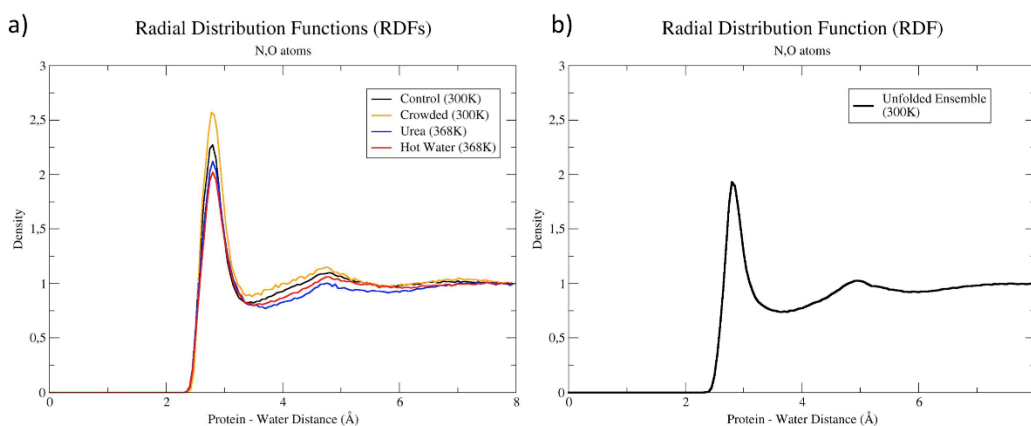 a)
Radial Distribution Functions (RDFs)
N,O atoms
3
2,5
2
1,5
1
0,5
0
Density
Control (300K)
Crowded (300K)
Urea (368K)
Hot Water (368K)
0
2
4
6
8
Protein - Water Distance (Å)
b)
Radial Distribution Function (RDF)
N,O atoms
3
2,5
2
1,5
1
0,5
0
Density
Unfolded Ensemble
(300K)
0
2
4
6
8
Protein - Water Distance (Å)